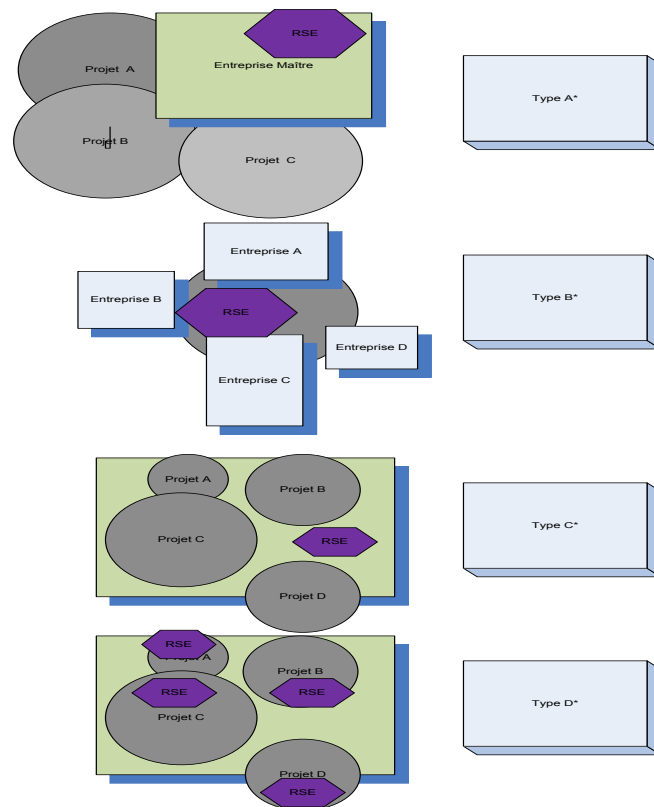 RSE
Projet A
Entreprise Maître
Type A*
Projet B
Projet C
Entreprise A
Entreprise B
Type B*
RSE
Entreprise D
Entreprise C
Projet A
Projet B
Type C*
Projet C
RSE
Projet D
RSE
Projet A
Projet B
RSE
RSE
Type D*
Projet C
Projet D
RSE